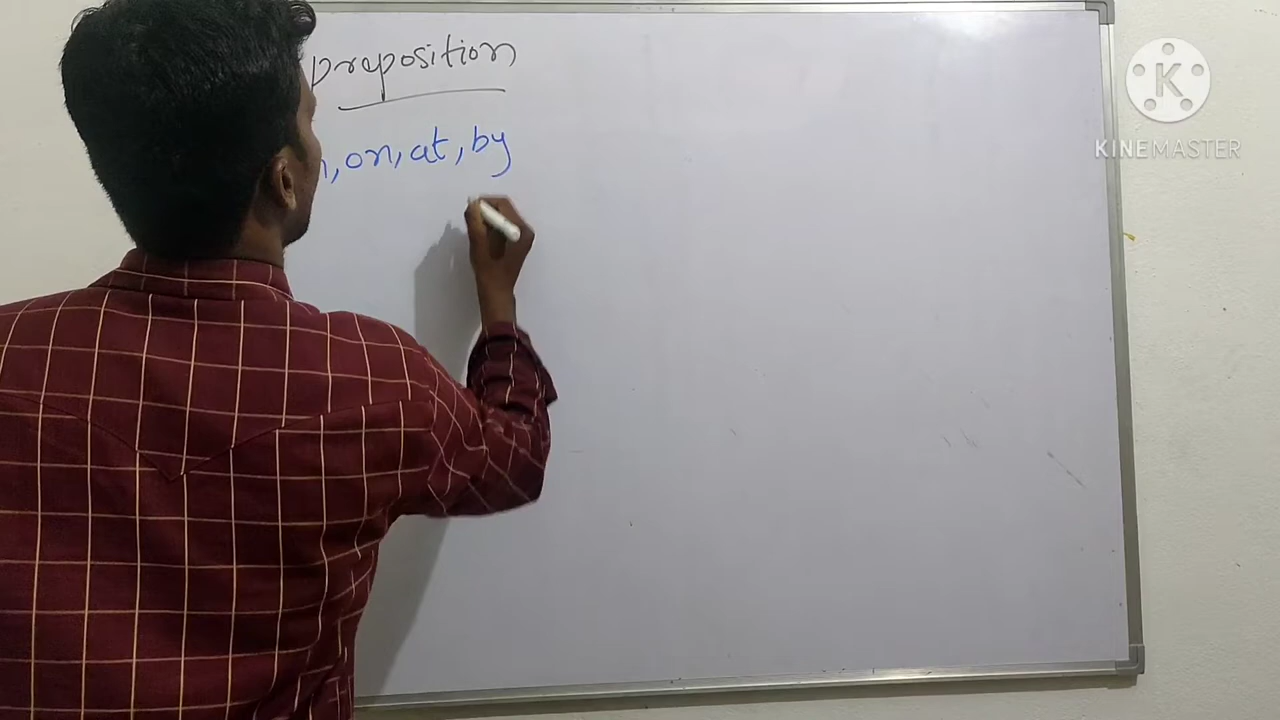 preposition
, on, at, by
K
KINEMASTER